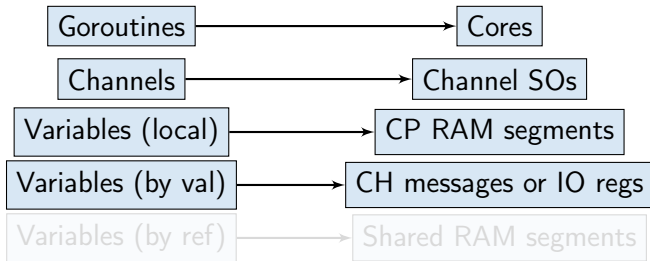 Goroutines Cores
Channels Channel SOs
Variables (local) CP RAM segments
Variables (by val) CH messages or IO regs
Variables (by ref) Shared RAM segments